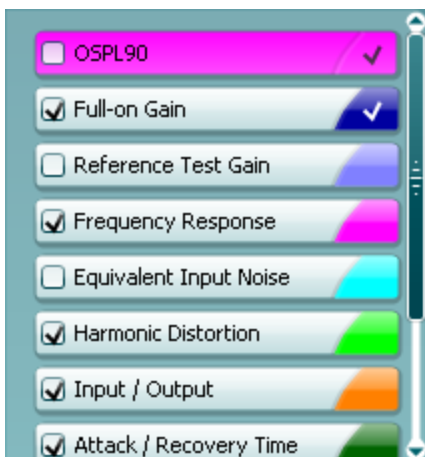 OSPL90
Full-on Gain
Reference Test Gain
Frequency Response
Equivalent Input Noise
Harmonic Distortion
Input / Output
Attack / Recovery Time